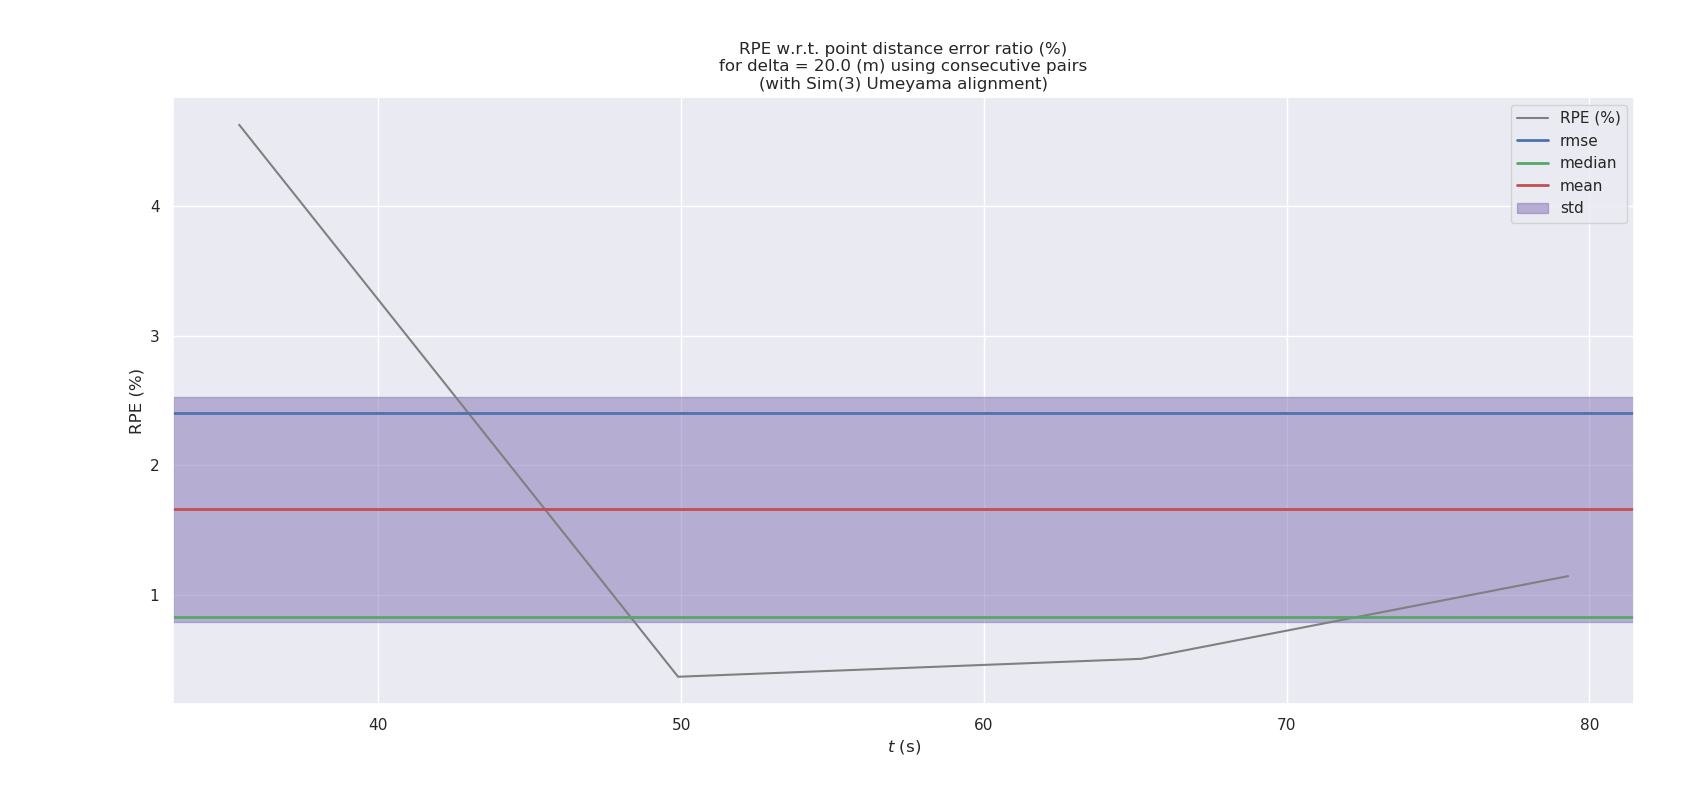 RPE w.r.t. point distance error ratio (%)
for delta = 20.0 (m) using consecutive pairs
(with Sim(3) Umeyama alignment)
RPE (%)
rmse
median
mean
std
4
3
2
1
RPE (%)
40
50
60
70
80
t (s)